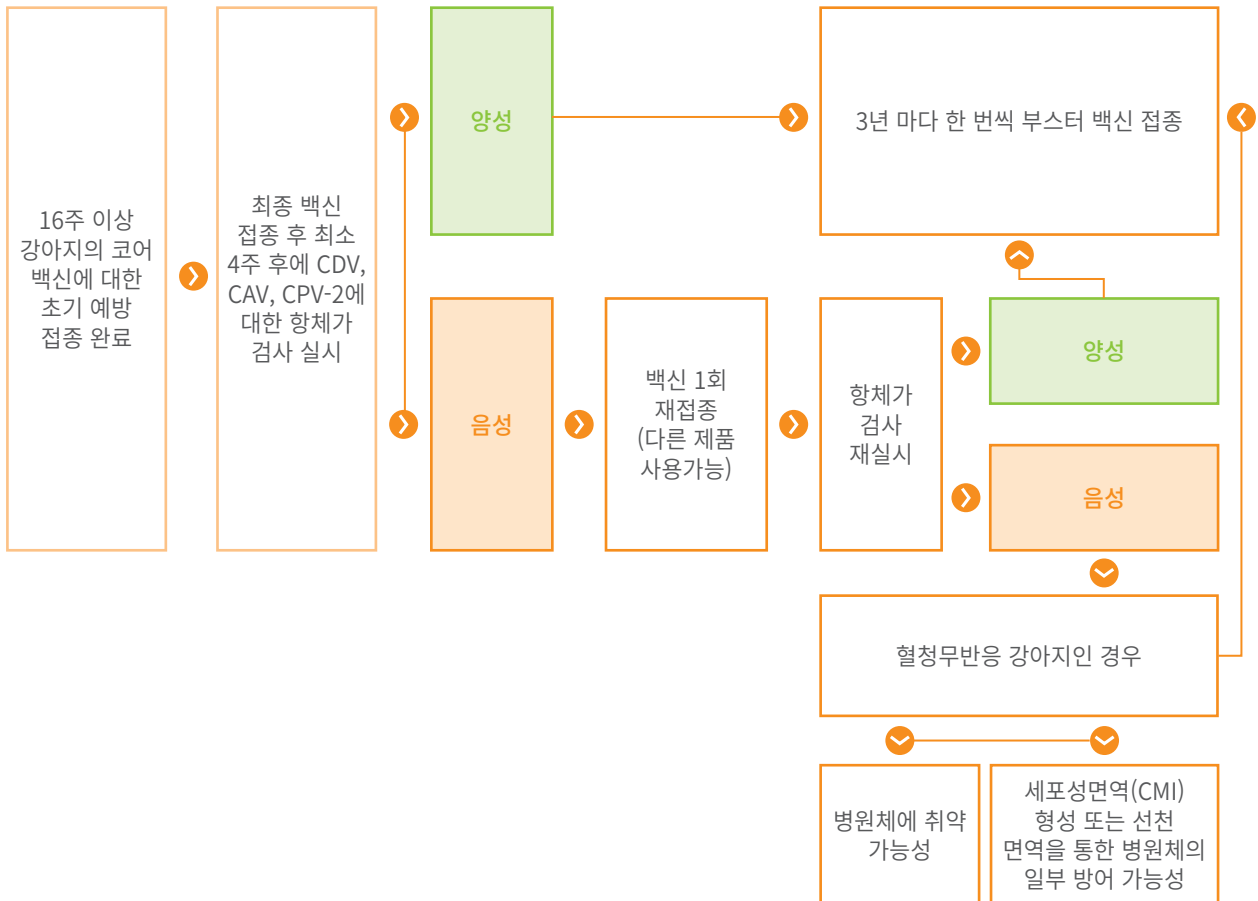 16주 이상
강아지의 코어
백신에 대한
초기 예방
접종 완료
최종 백신
접종 후 최소
4주 후에 CDV,
CAV, CPV-2에
대한 항체가
검사 실시
양성
3년 마다 한 번씩 부스터 백신 접종
음성
백신 1회
재접종
(다른 제품
사용가능)
항체가
검사
재실시
양성
음성
혈청무반응 강아지인 경우
병원체에 취약
가능성
세포성면역(CMI)
형성 또는 선천
면역을 통한 병원체의
일부 방어 가능성